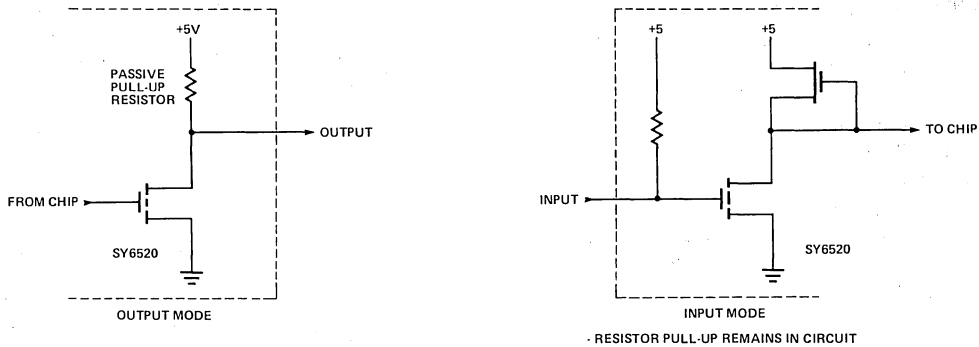 +5V
PASSIVE
PULL-UP
RESISTOR
OUTPUT
FROM CHIP
SY6520
OUTPUT MODE
+5
+5
TO CHIP
INPUT
SY6520
INPUT MODE
- RESISTOR PULL-UP REMAINS IN CIRCUIT